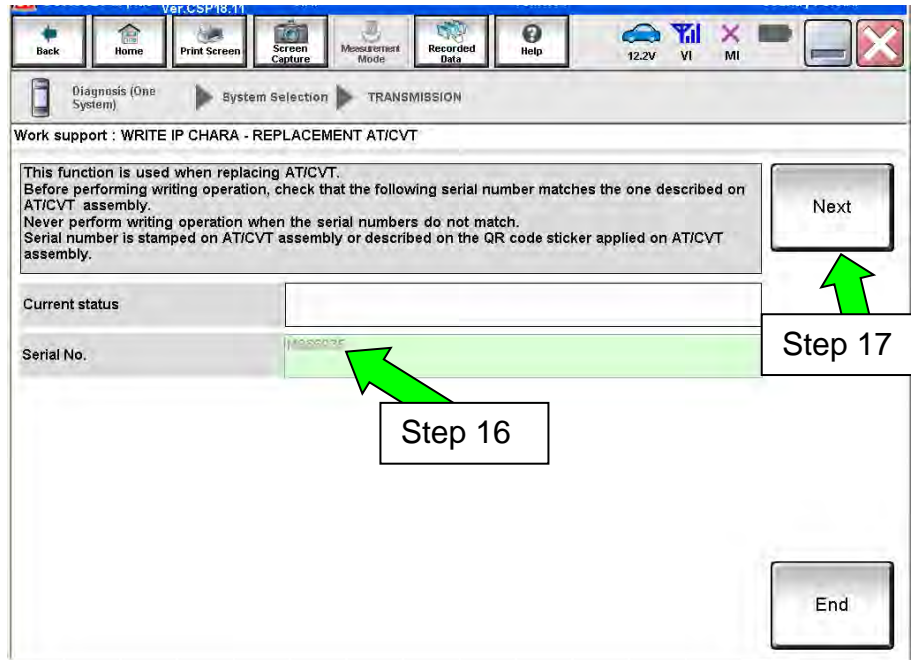 Ver.CSP18.11
Back
Home
Print Screen
Screen Capture
Measurement Mode
Recorded Data
Help
12.2V
VI
MI
Diagnosis (One System)
System Selection
TRANSMISSION
Work support : WRITE IP CHARA - REPLACEMENT AT/CVT
This function is used when replacing AT/CVT.
Before performing writing operation, check that the following serial number matches the one described on
AT/CVT assembly.
Never perform writing operation when the serial numbers do not match.
Serial number is stamped on AT/CVT assembly or described on the QR code sticker applied on AT/CVT
assembly.
Next
Current status
Serial No.
Step 17
Step 16
End